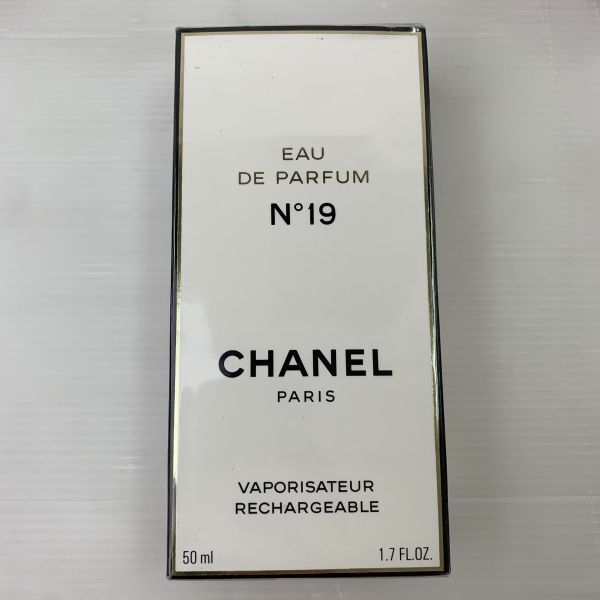 EAU
DE PARFUM
N°19
CHANEL
PARIS
VAPORISATEUR
RECHARGEABLE
50 ml 1.7 FL.OZ.